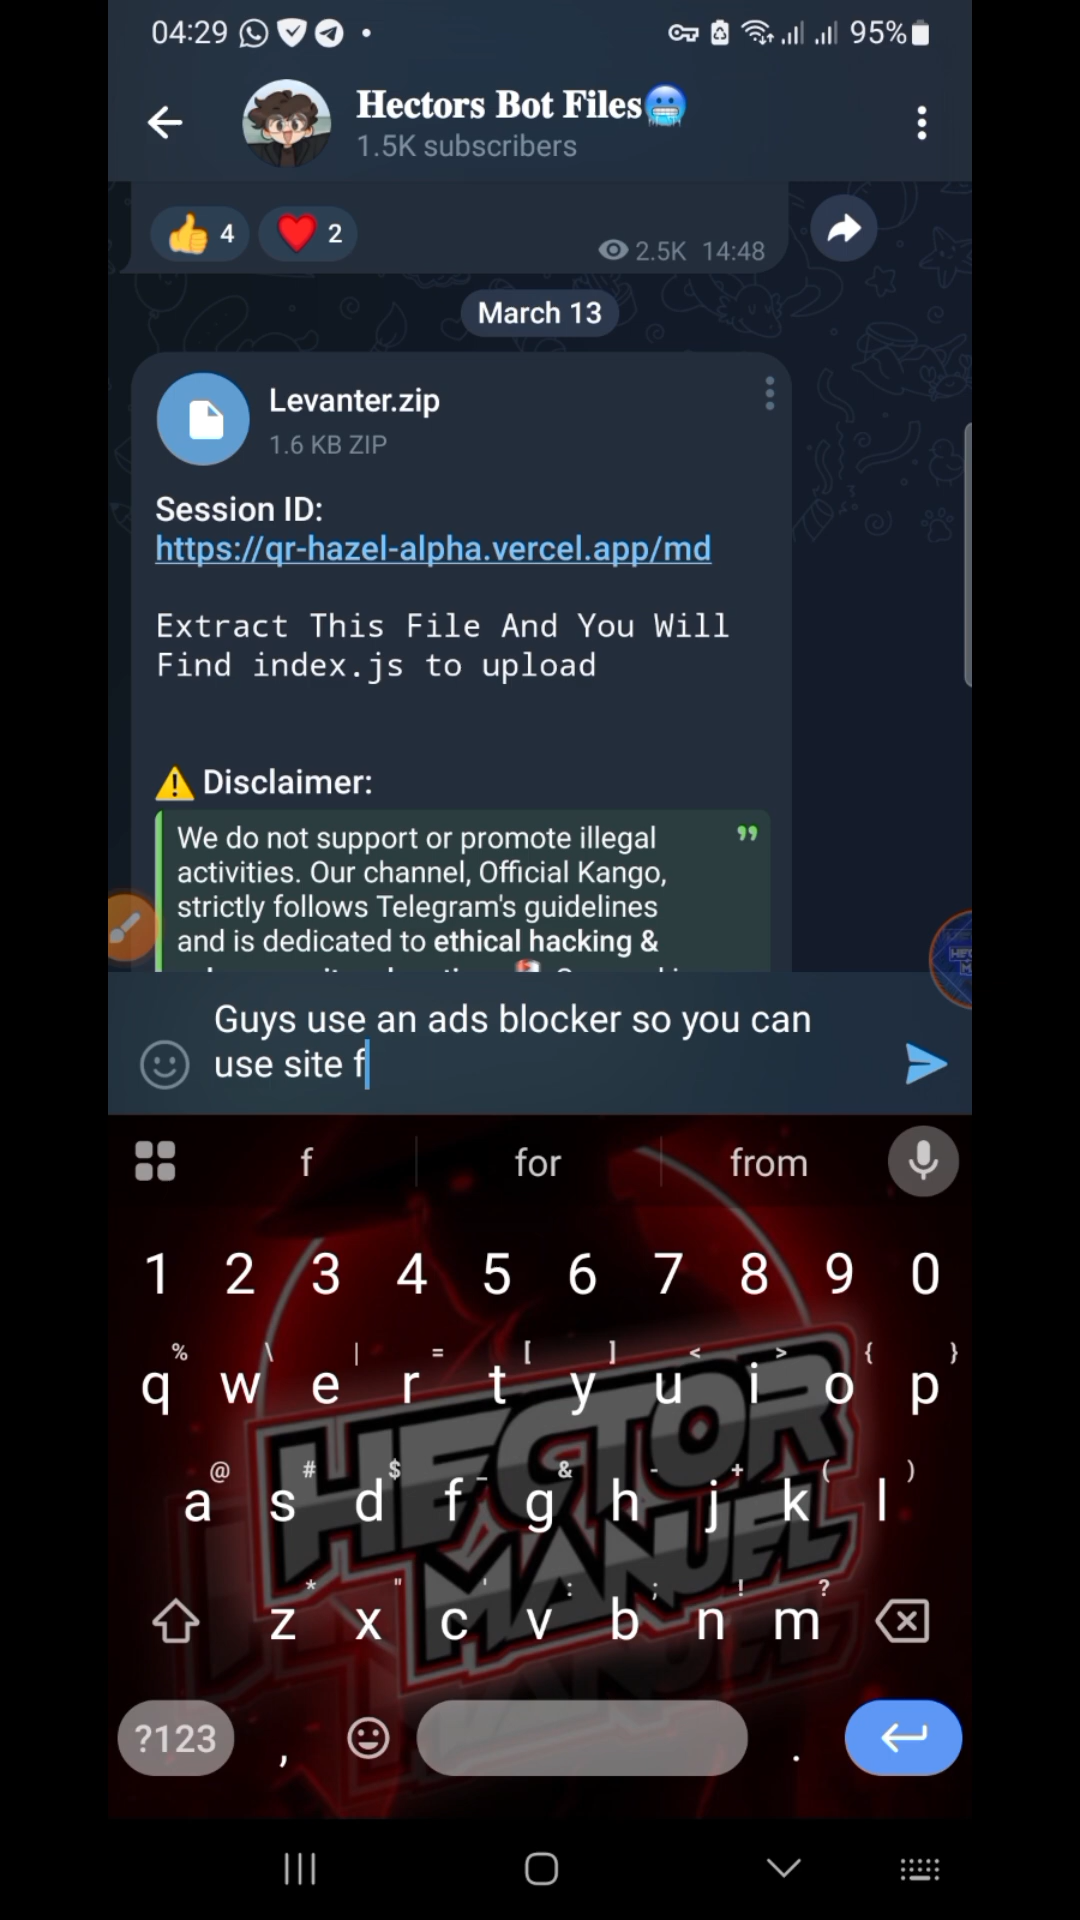 04:29 95%
Hectors Bot Files🥶
1.5K subscribers
👍 4 ❤️ 2
2.5K 14:48
March 13
Levanter.zip
1.6 KB ZIP
Session ID:
https://qr-hazel-alpha.vercel.app/md
Extract This File And You Will
Find index.js to upload
⚠️ Disclaimer:
We do not support or promote illegal
activities. Our channel, Official Kango,
strictly follows Telegram's guidelines
and is dedicated to ethical hacking &
Guys use an ads blocker so you can
use site f
f for from
1 2 3 4 5 6 7 8 9 0
% \ | = [ ] < > { }
q w e r t y u i o p
@ # $ _ & - + ( )
a s d f g h j k l
* " ' : ; ! ?
z x c v b n m
?123 , .
HECTOR
MANUEL